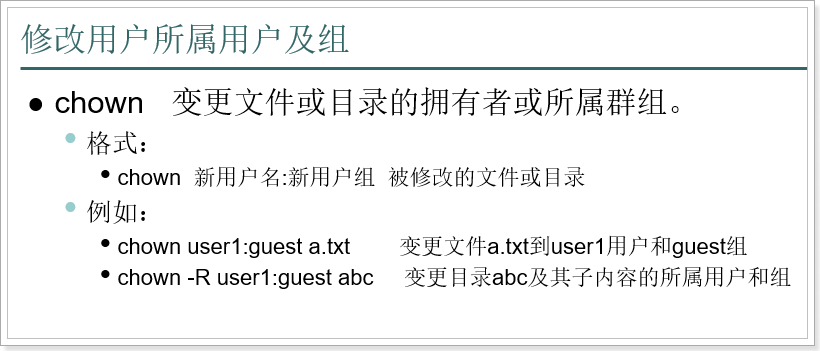 修改用户所属用户及组
● chown 变更文件或目录的拥有者或所属群组。
• 格式：
• chown 新用户名:新用户组 被修改的文件或目录
• 例如：
• chown user1:guest a.txt 变更文件a.txt到user1用户和guest组
• chown -R user1:guest abc 变更目录abc及其子内容的所属用户和组